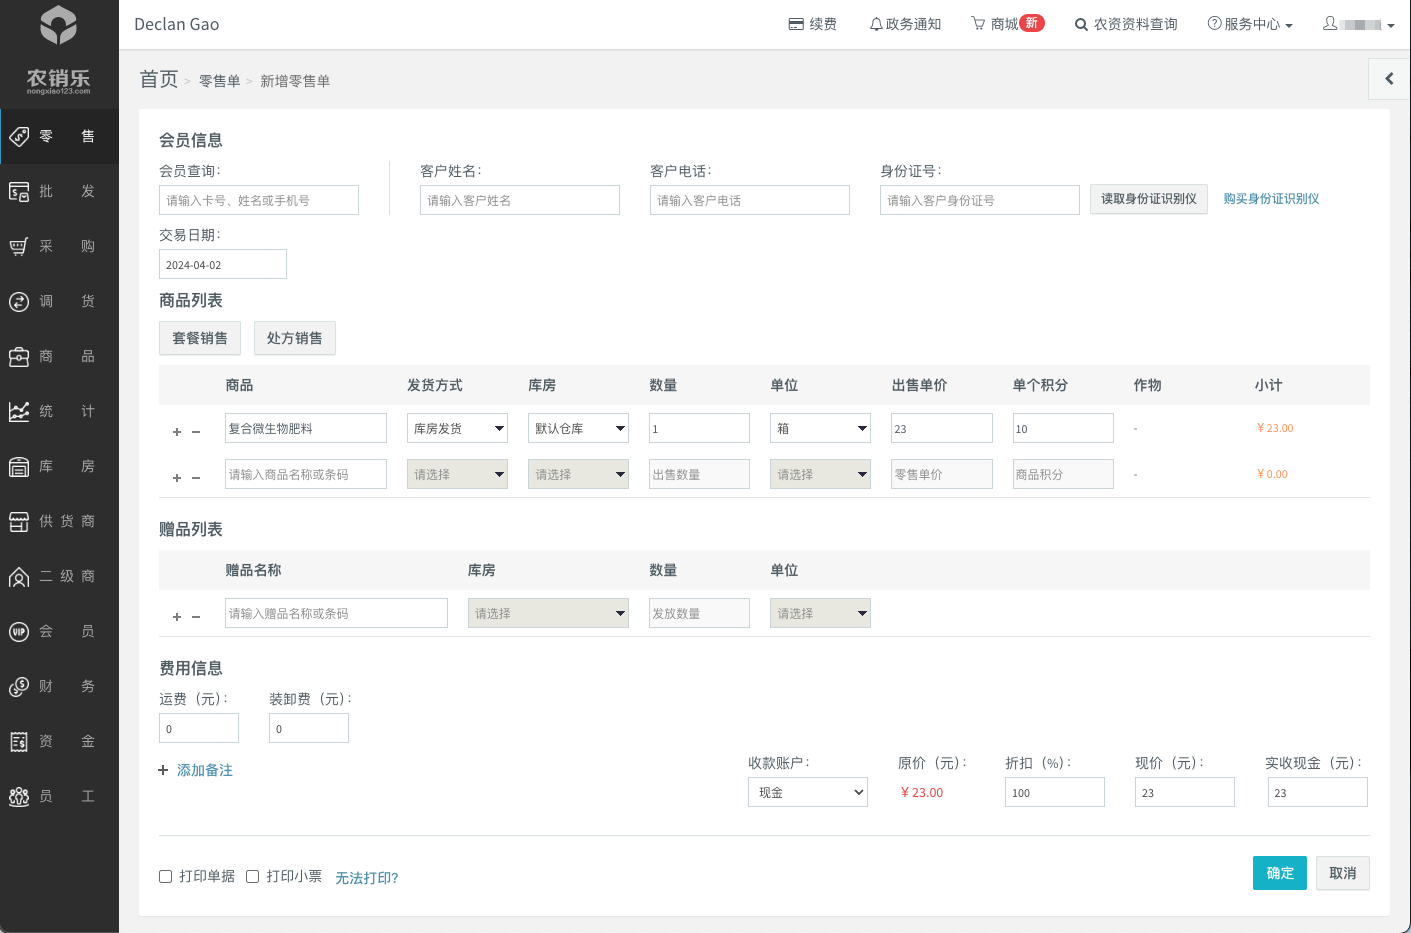 Declan Gao
续费
政务通知
商城 新
农资资料查询
服务中心
农销乐
nongxiao123.com
零 售
批 发
采 购
调 货
商 品
统 计
库 房
供 货 商
二 级 商
VIP 会 员
财 务
资 金
员 工
首页 > 零售单 > 新增零售单
会员信息
会员查询： 客户姓名： 客户电话： 身份证号：
请输入卡号、姓名或手机号 请输入客户姓名 请输入客户电话 请输入客户身份证号 读取身份证识别仪 购买身份证识别仪
交易日期：
2024-04-02
商品列表
套餐销售 处方销售
商品 发货方式 库房 数量 单位 出售单价 单个积分 作物 小计
+ − 复合微生物肥料 库房发货 默认仓库 1 箱 23 10 - ¥23.00
+ − 请输入商品名称或条码 请选择 请选择 出售数量 请选择 零售单价 商品积分 - ¥0.00
赠品列表
赠品名称 库房 数量 单位
+ − 请输入赠品名称或条码 请选择 发放数量 请选择
费用信息
运费（元）： 装卸费（元）：
0 0
+ 添加备注
收款账户： 原价（元）： 折扣（%）： 现价（元）： 实收现金（元）：
现金 ¥23.00 100 23 23
打印单据 打印小票 无法打印?
确定 取消